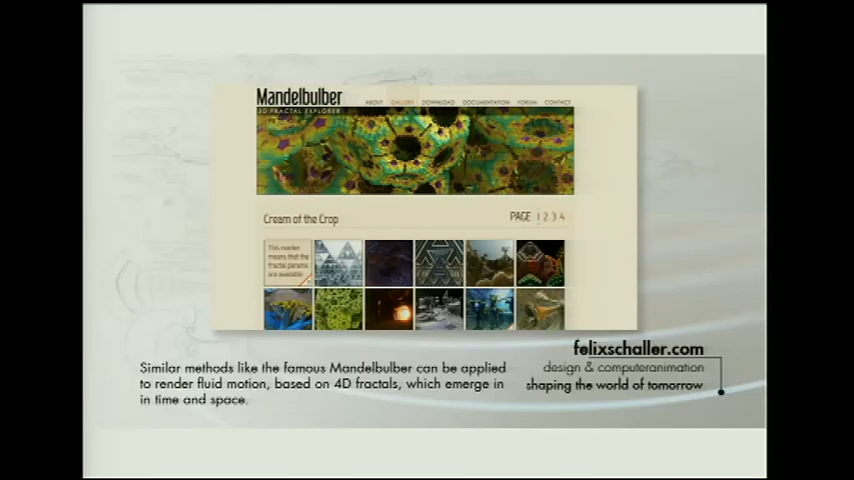 Mandelbulber
3D FRACTAL EXPLORER
ABOUT GALLERY DOWNLOAD DOCUMENTATION FORUM CONTACT
Cream of the Crop
PAGE 1 2 3 4
This marker
means that the
fractal params
are available
felixschaller.com
design & computeranimation
shaping the world of tomorrow
Similar methods like the famous Mandelbulber can be applied
to render fluid motion, based on 4D fractals, which emerge in
in time and space.